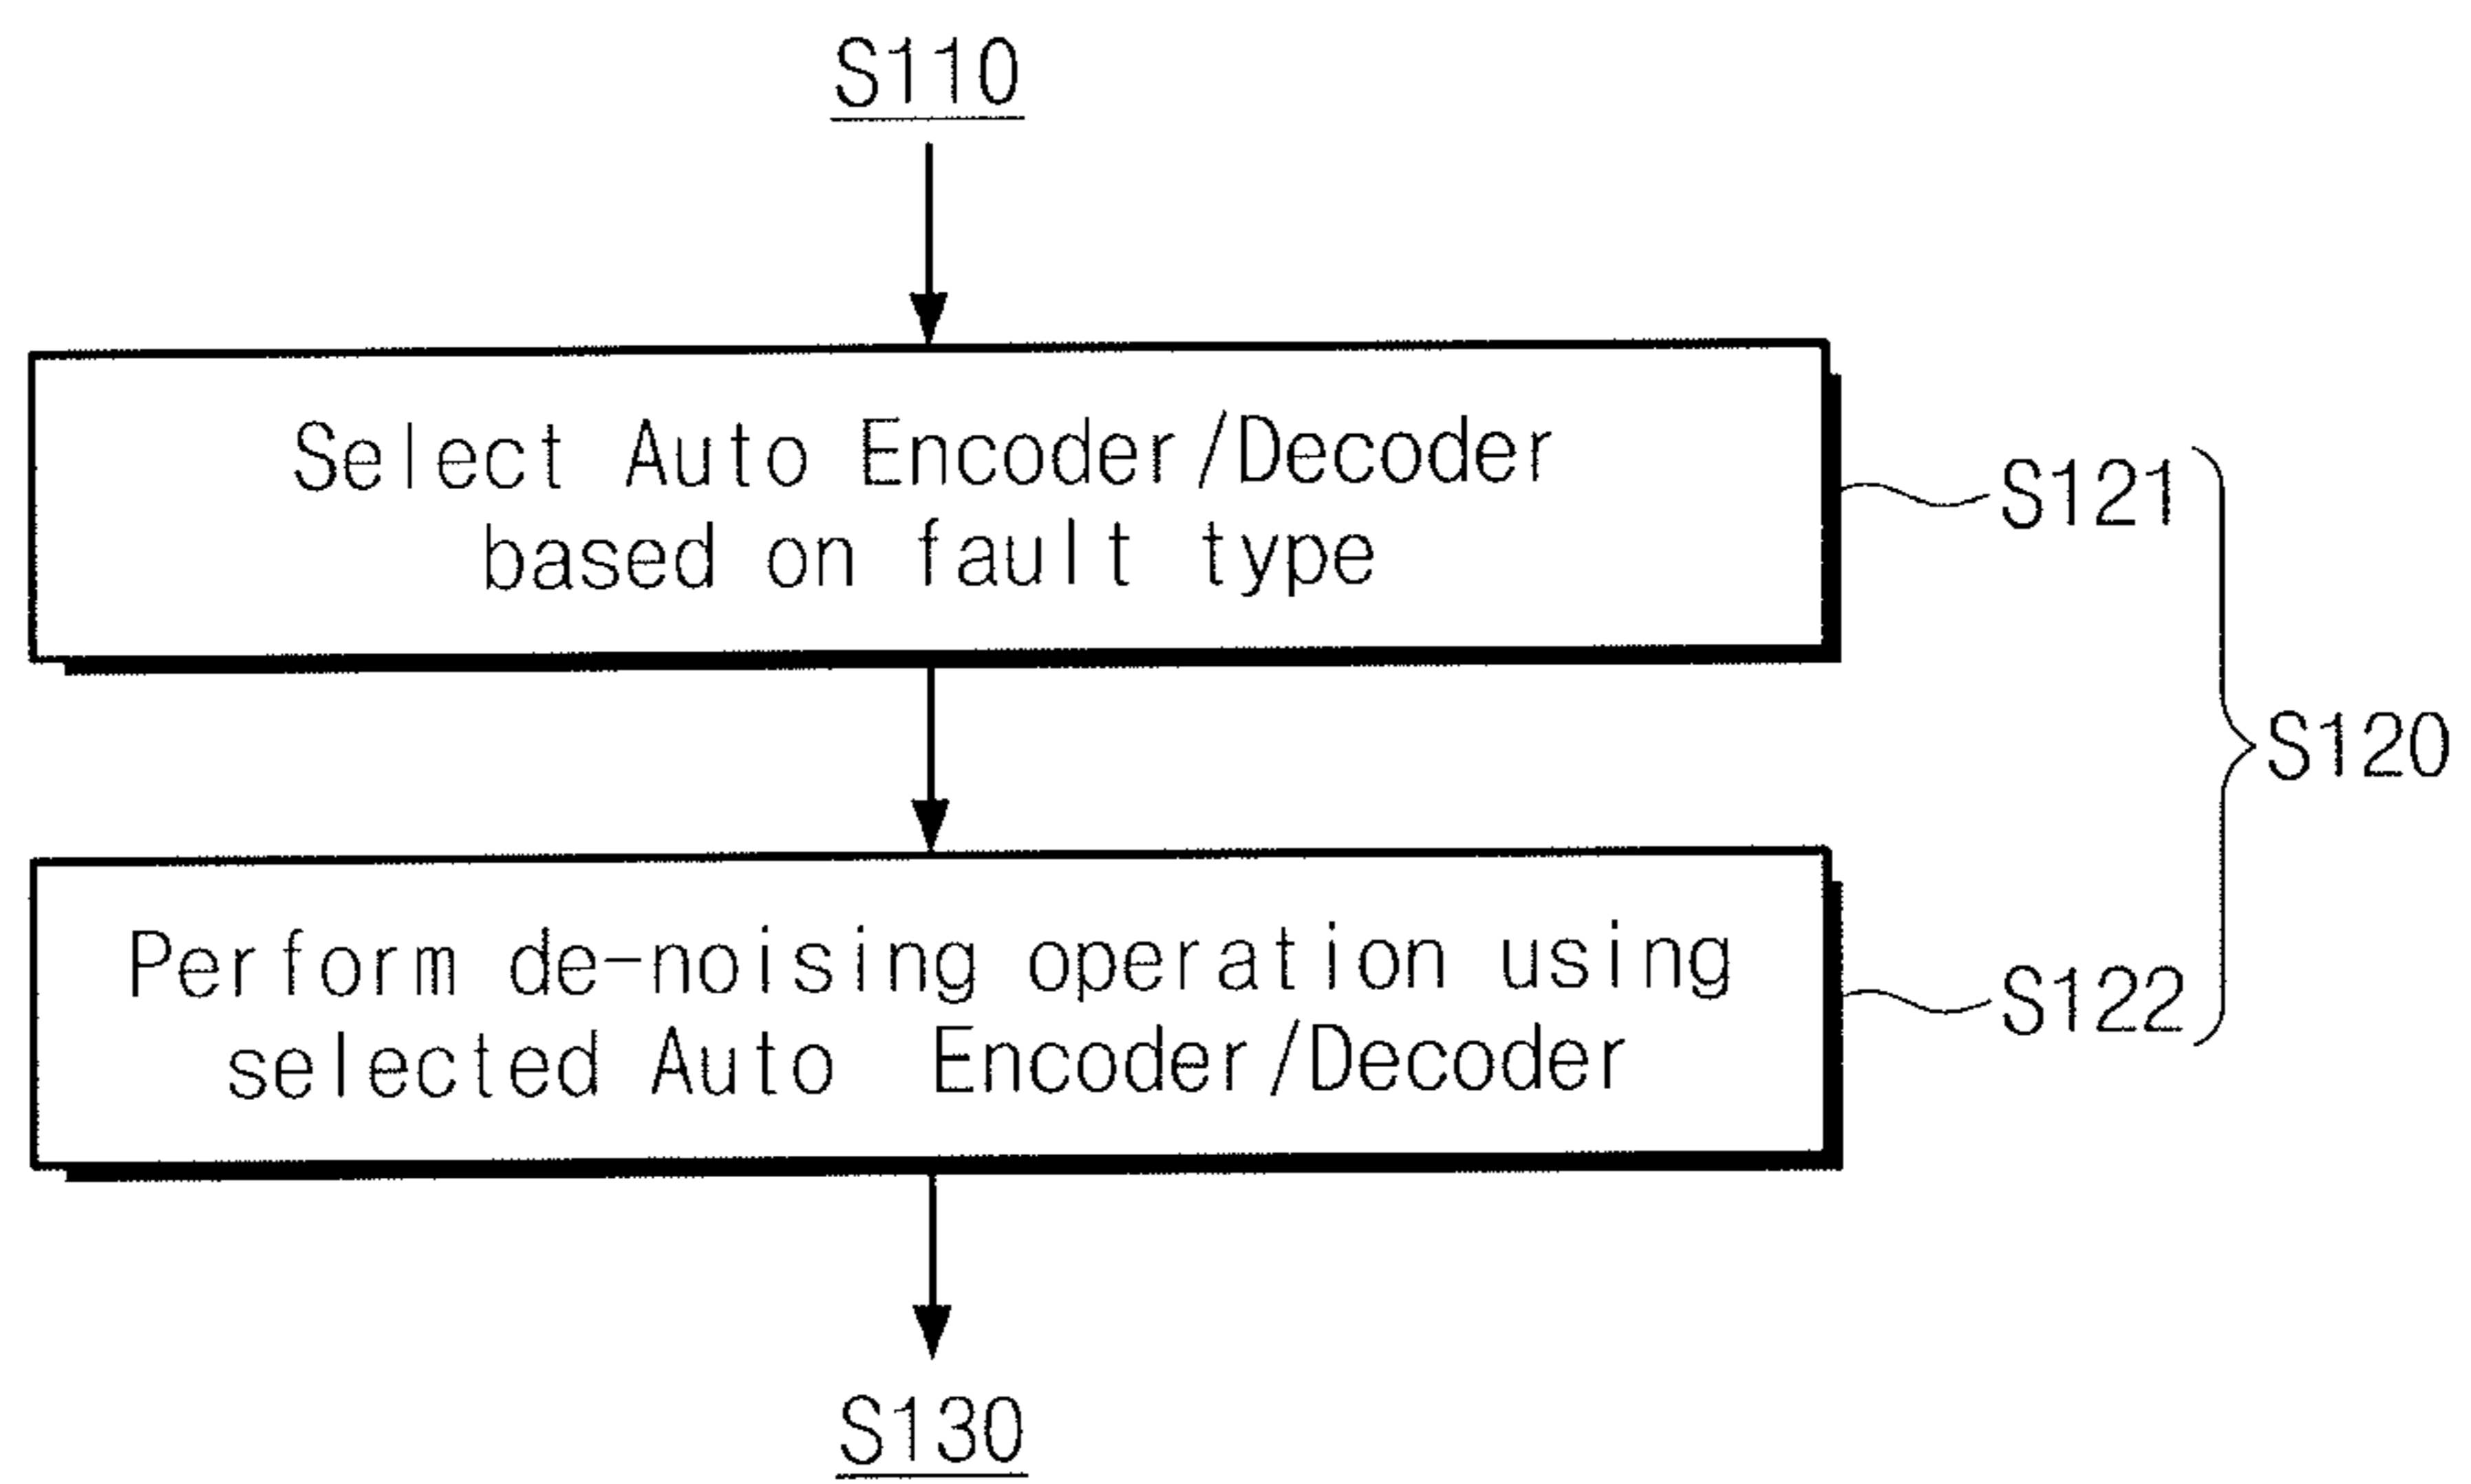 S110
Select Auto Encoder/Decoder
based on fault type
S121
S120
Perform de-noising operation using
selected Auto Encoder/Decoder
S122
S130